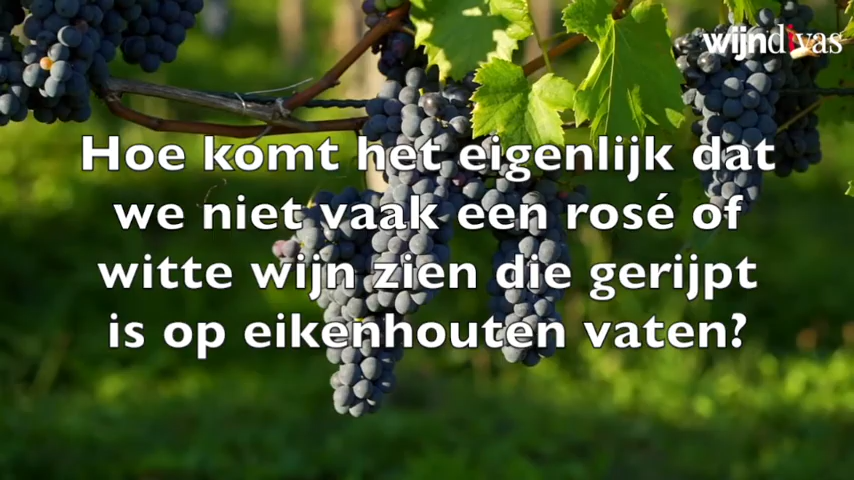 wijndivas
Hoe komt het eigenlijk dat
we niet vaak een rosé of
witte wijn zien die gerijpt
is op eikenhouten vaten?